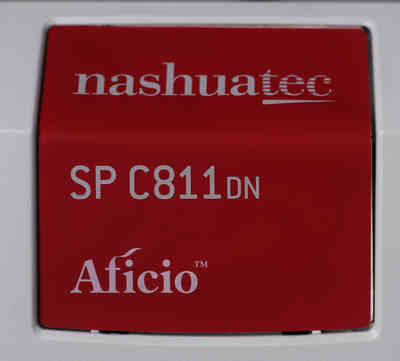 nashuatec
SP C811DN
Aficio™